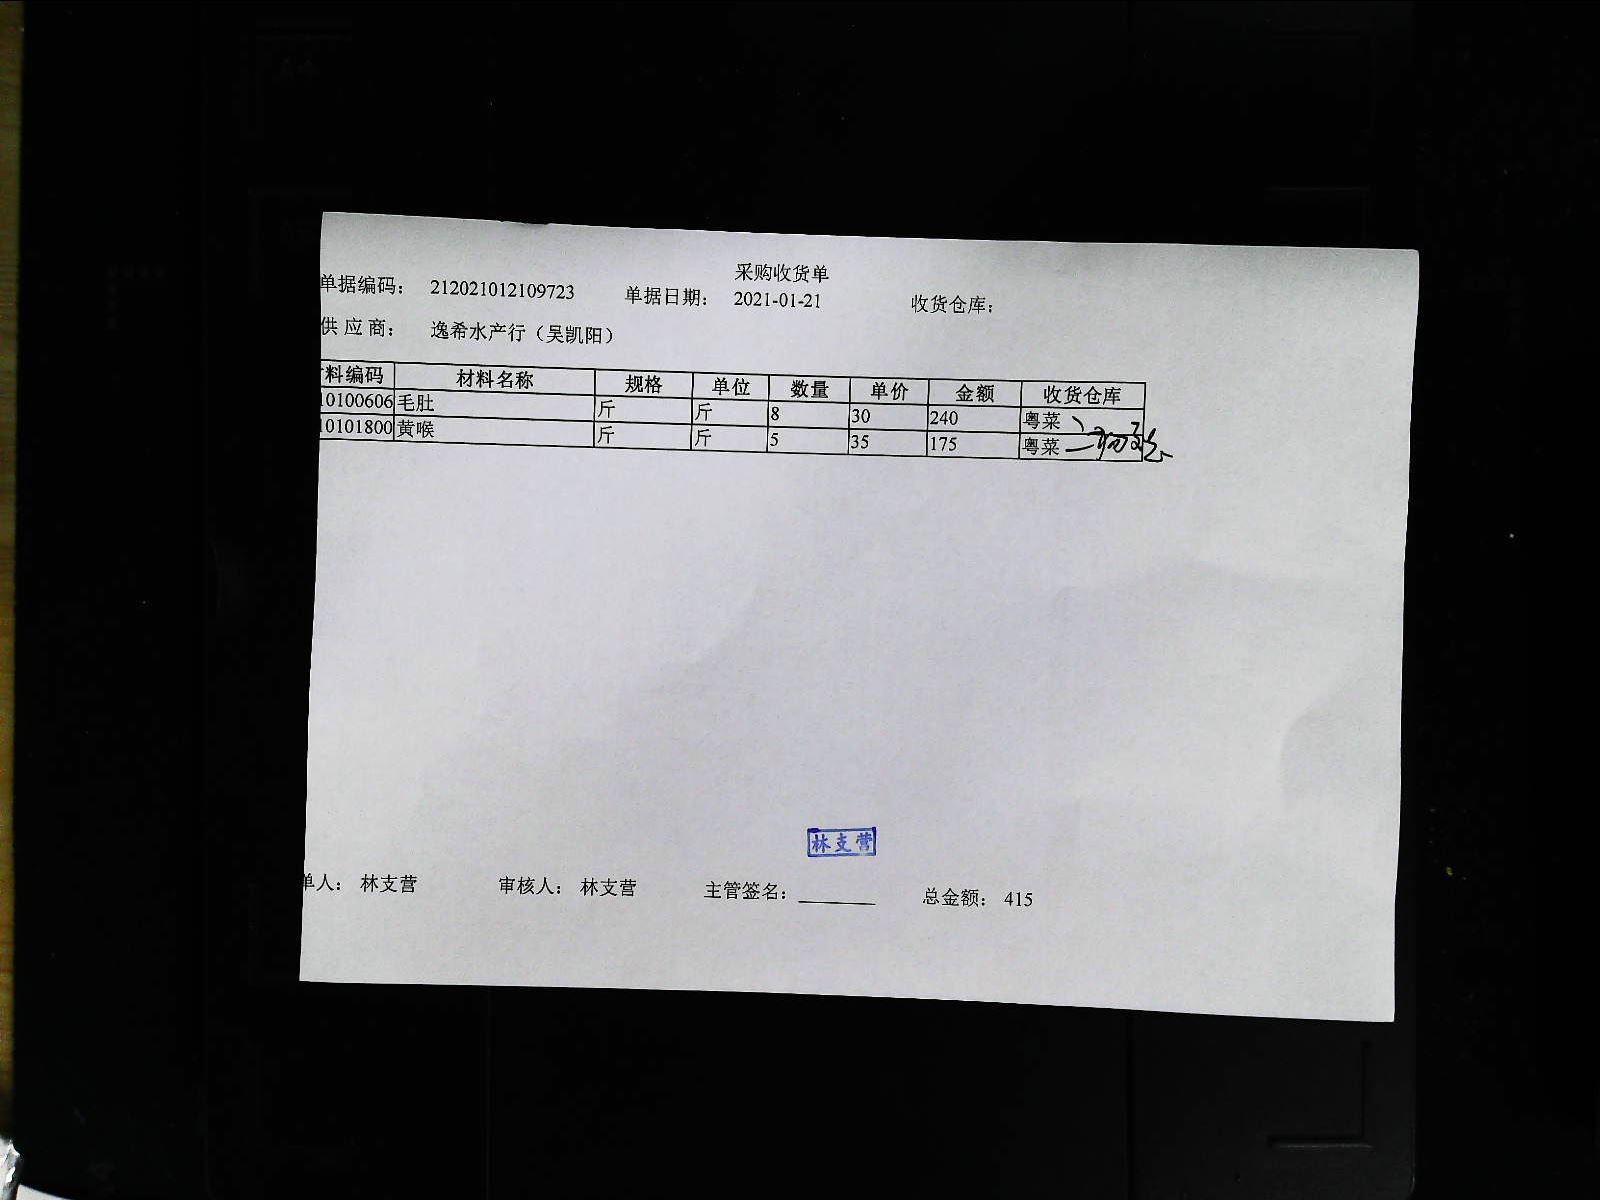 采购收货单
单据编码： 212021012109723 单据日期： 2021-01-21 收货仓库：
供 应 商： 逸希水产行（吴凯阳）
料编码 材料名称 规格 单位 数量 单价 金额 收货仓库
10100606 毛肚 斤 斤 8 30 240 粤菜
10101800 黄喉 斤 斤 5 35 175 粤菜
林支营
单人： 林支营 审核人： 林支营 主管签名： 总金额： 415